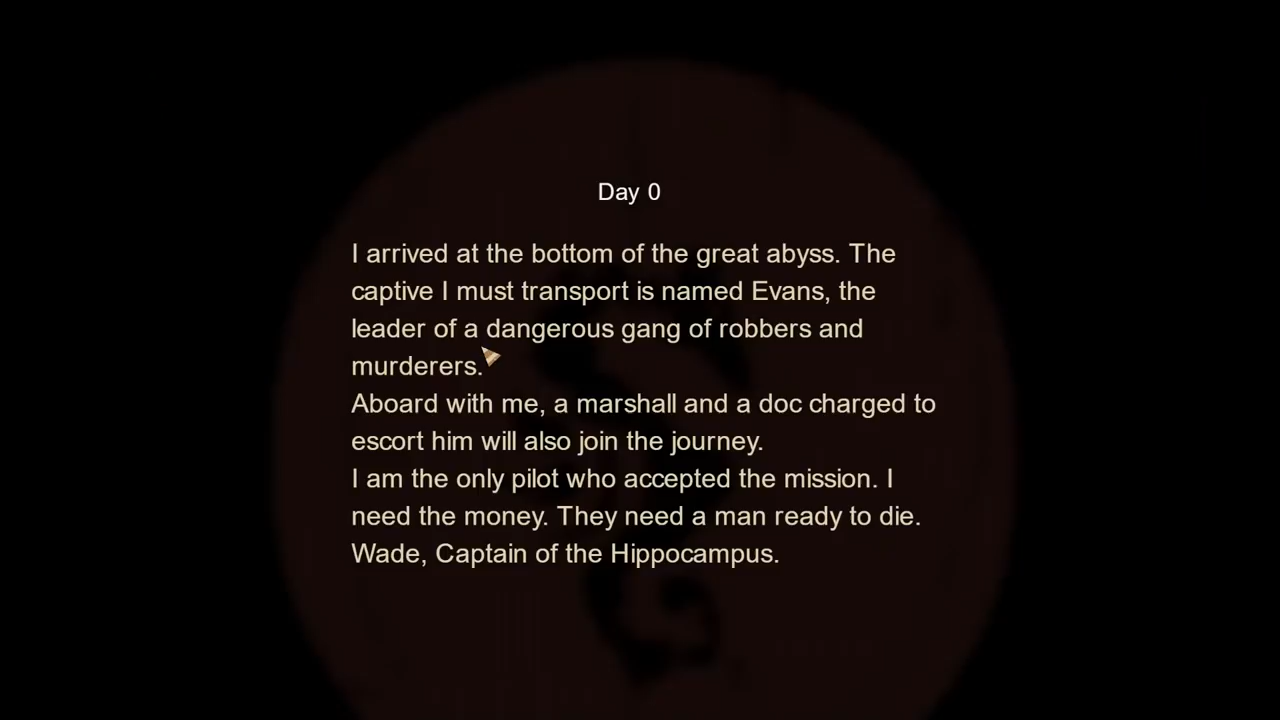 Day 0
I arrived at the bottom of the great abyss. The
captive I must transport is named Evans, the
leader of a dangerous gang of robbers and
murderers.
Aboard with me, a marshall and a doc charged to
escort him will also join the journey.
I am the only pilot who accepted the mission. I
need the money. They need a man ready to die.
Wade, Captain of the Hippocampus.